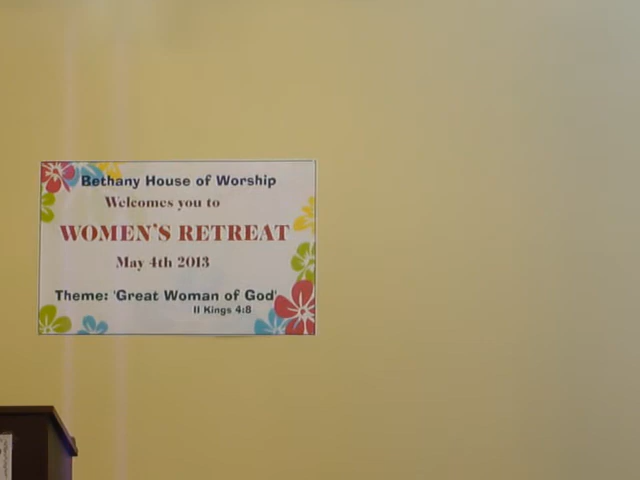 Bethany House of Worship
Welcomes you to
WOMEN'S RETREAT
May 4th 2013
Theme: 'Great Woman of God'
II Kings 4:8